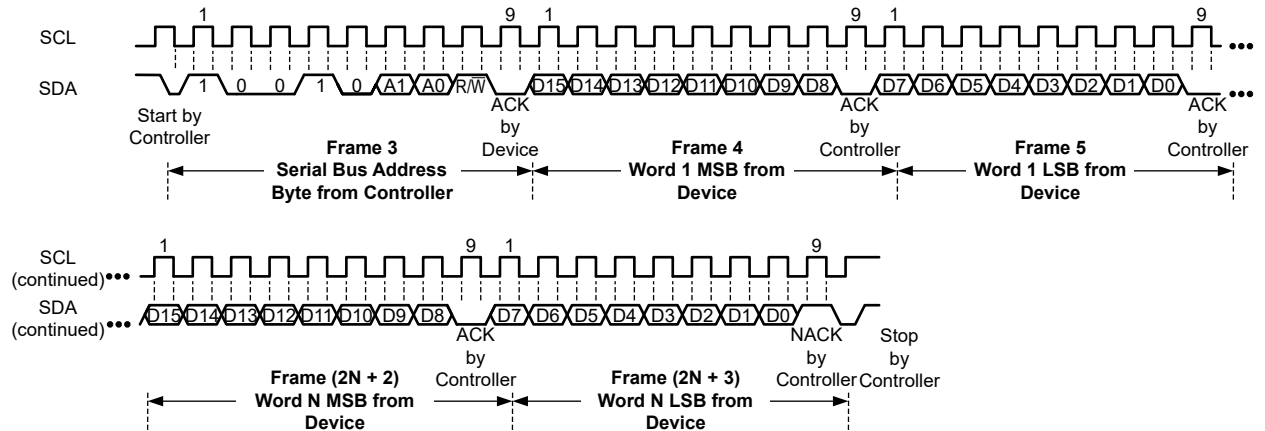 1 9 1 9 1 9
SCL •••
SDA 1 0 0 1 0 A1 A0 R/W̅ D15 D14 D13 D12 D11 D10 D9 D8 D7 D6 D5 D4 D3 D2 D1 D0 •••
Start by Controller
ACK by Device
ACK by Controller
ACK by Controller
Frame 3
Serial Bus Address
Byte from Controller
Frame 4
Word 1 MSB from
Device
Frame 5
Word 1 LSB from
Device
1 9 1 9
SCL
(continued) •••
SDA
(continued) ••• D15 D14 D13 D12 D11 D10 D9 D8 D7 D6 D5 D4 D3 D2 D1 D0
ACK
by
Controller
NACK
by
Controller
Stop
by
Controller
Frame (2N + 2)
Word N MSB from
Device
Frame (2N + 3)
Word N LSB from
Device